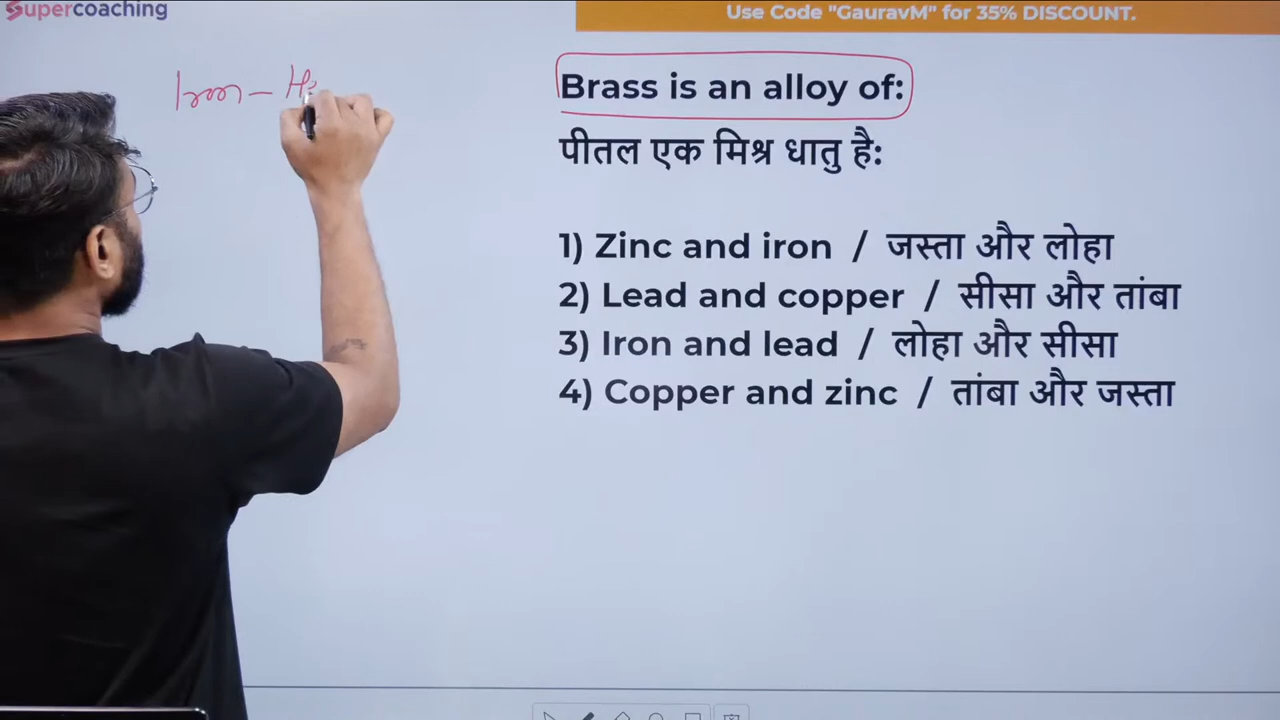 Supercoaching
Use Code "GauravM" for 35% DISCOUNT.
Iron –
Brass is an alloy of:
पीतल एक मिश्र धातु है:
1) Zinc and iron / जस्ता और लोहा
2) Lead and copper / सीसा और तांबा
3) Iron and lead / लोहा और सीसा
4) Copper and zinc / तांबा और जस्ता